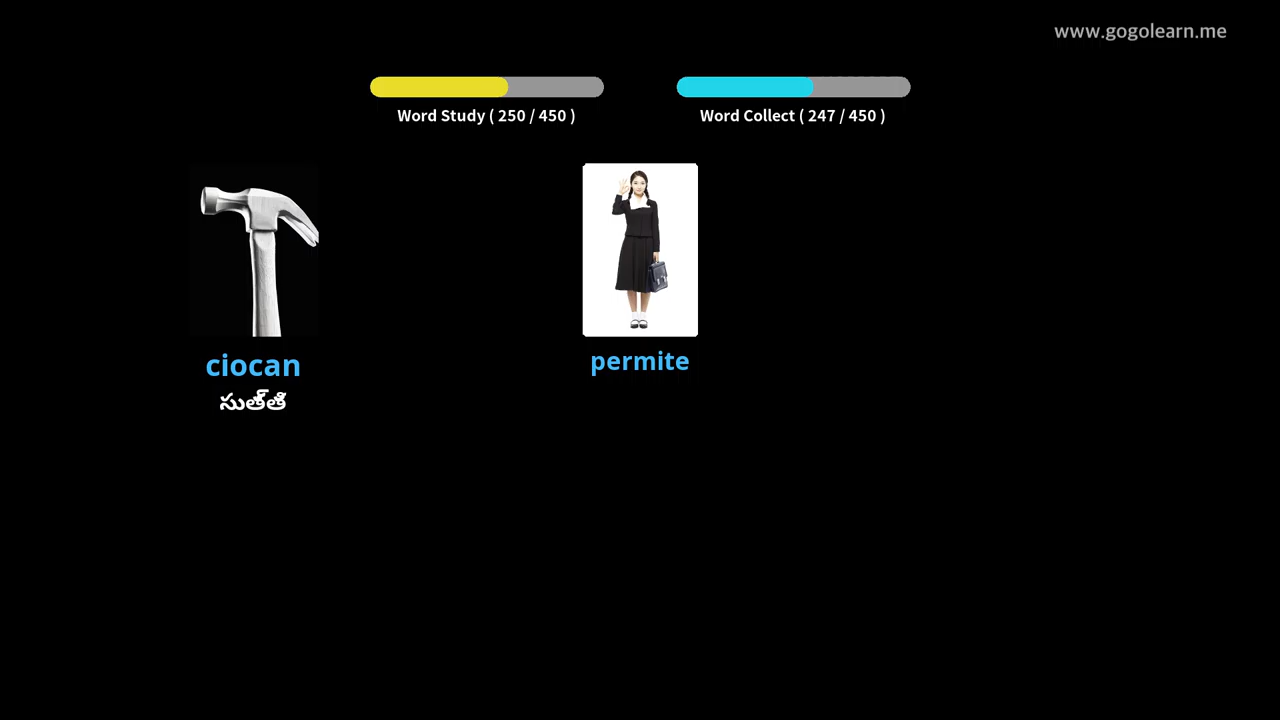 www.gogolearn.me
Word Study ( 250 / 450 )
Word Collect ( 247 / 450 )
ciocan
permite
సుత్తి